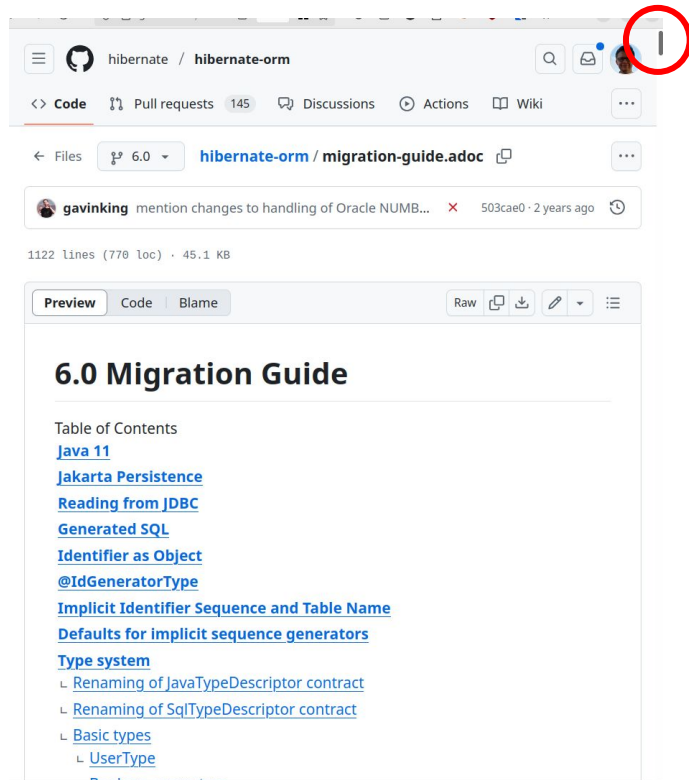 hibernate / hibernate-orm
<> Code Pull requests 145 Discussions Actions Wiki
← Files 6.0 hibernate-orm / migration-guide.adoc
gavinking mention changes to handling of Oracle NUMB... 503cae0 · 2 years ago
1122 lines (770 loc) · 45.1 KB
Preview Code Blame Raw
6.0 Migration Guide
Table of Contents
Java 11
Jakarta Persistence
Reading from JDBC
Generated SQL
Identifier as Object
@IdGeneratorType
Implicit Identifier Sequence and Table Name
Defaults for implicit sequence generators
Type system
Renaming of JavaTypeDescriptor contract
Renaming of SqlTypeDescriptor contract
Basic types
UserType